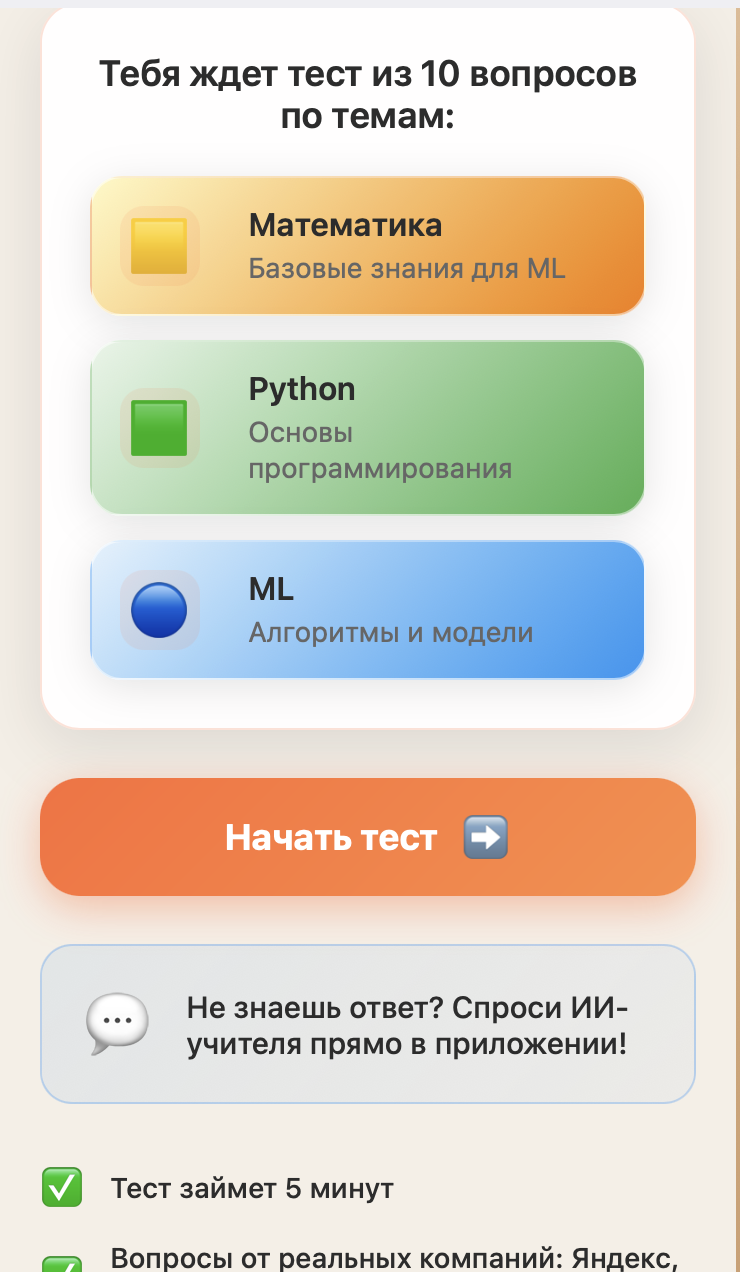 Тебя ждет тест из 10 вопросов
по темам:
Математика
Базовые знания для ML
Python
Основы
программирования
ML
Алгоритмы и модели
Начать тест
Не знаешь ответ? Спроси ИИ-
учителя прямо в приложении!
Тест займет 5 минут
Вопросы от реальных компаний: Яндекс,